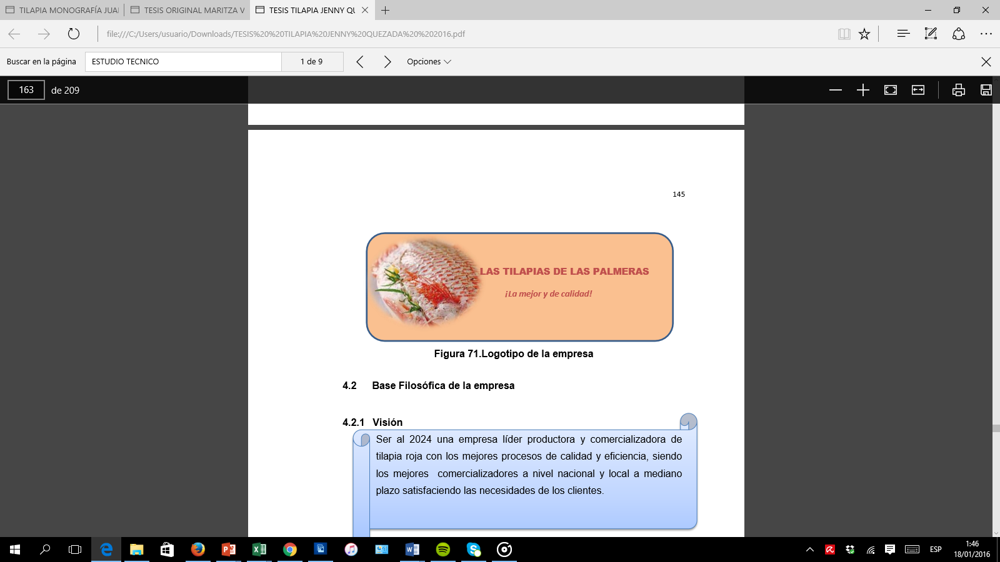 TILAPIA MONOGRAFÍA JUAI
TESIS ORIGINAL MARITZA V
TESIS TILAPIA JENNY QU
file:///C:/Users/usuario/Downloads/TESIS%20%20TILAPIA%20JENNY%20QUEZADA%20%202016.pdf
Buscar en la página
ESTUDIO TECNICO
1 de 9
Opciones
163 de 209
145
LAS TILAPIAS DE LAS PALMERAS
¡La mejor y de calidad!
Figura 71.Logotipo de la empresa
4.2 Base Filosófica de la empresa
4.2.1 Visión
Ser al 2024 una empresa líder productora y comercializadora de
tilapia roja con los mejores procesos de calidad y eficiencia, siendo
los mejores comercializadores a nivel nacional y local a mediano
plazo satisfaciendo las necesidades de los clientes.
ESP
1:46
18/01/2016